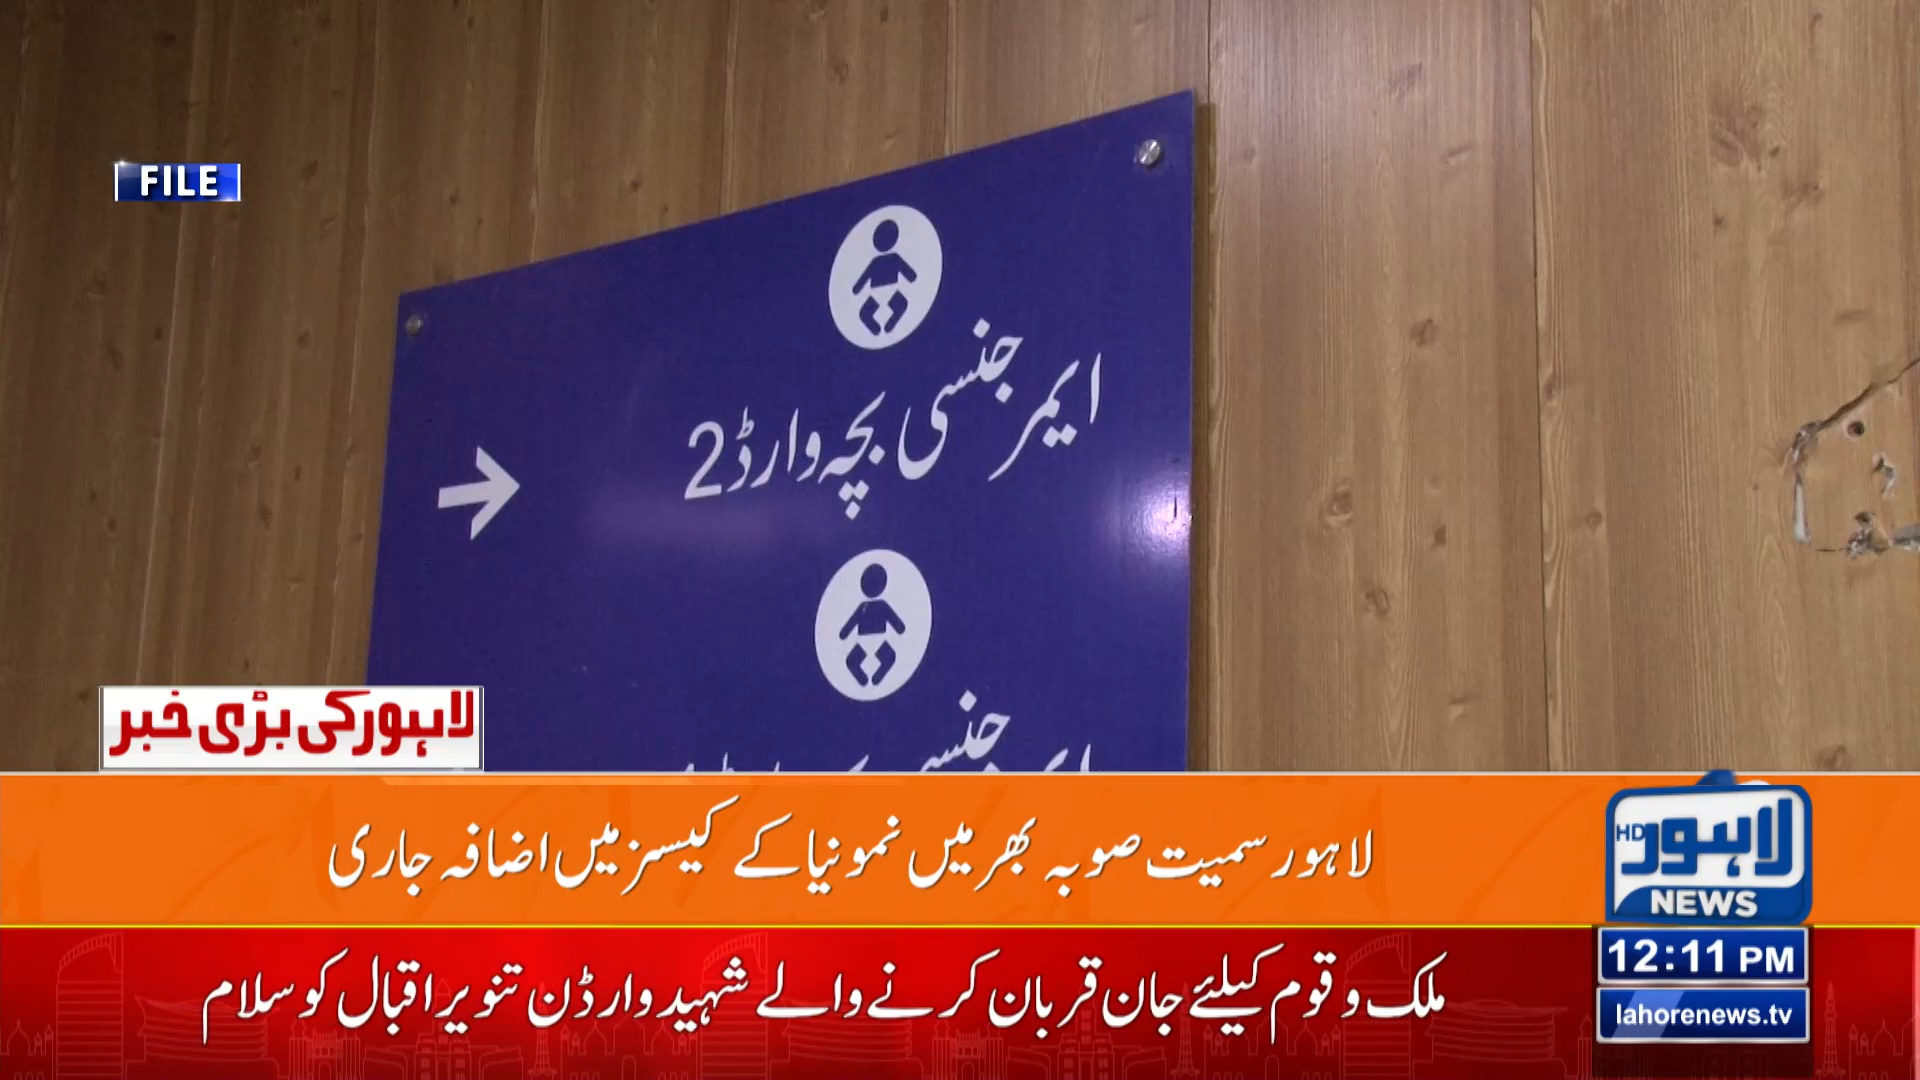 FILE
ایمرجنسی بچہ وارڈ 2
ایمرجنسی
لاہور کی بڑی خبر
لاہور سمیت صوبہ بھر میں نمونیا کے کیسز میں اضافہ جاری
لاہور HD
NEWS
12:11 PM
ملک و قوم کیلئے جان قربان کرنے والے شہید وارڈن تنویر اقبال کو سلام
lahorenews.tv